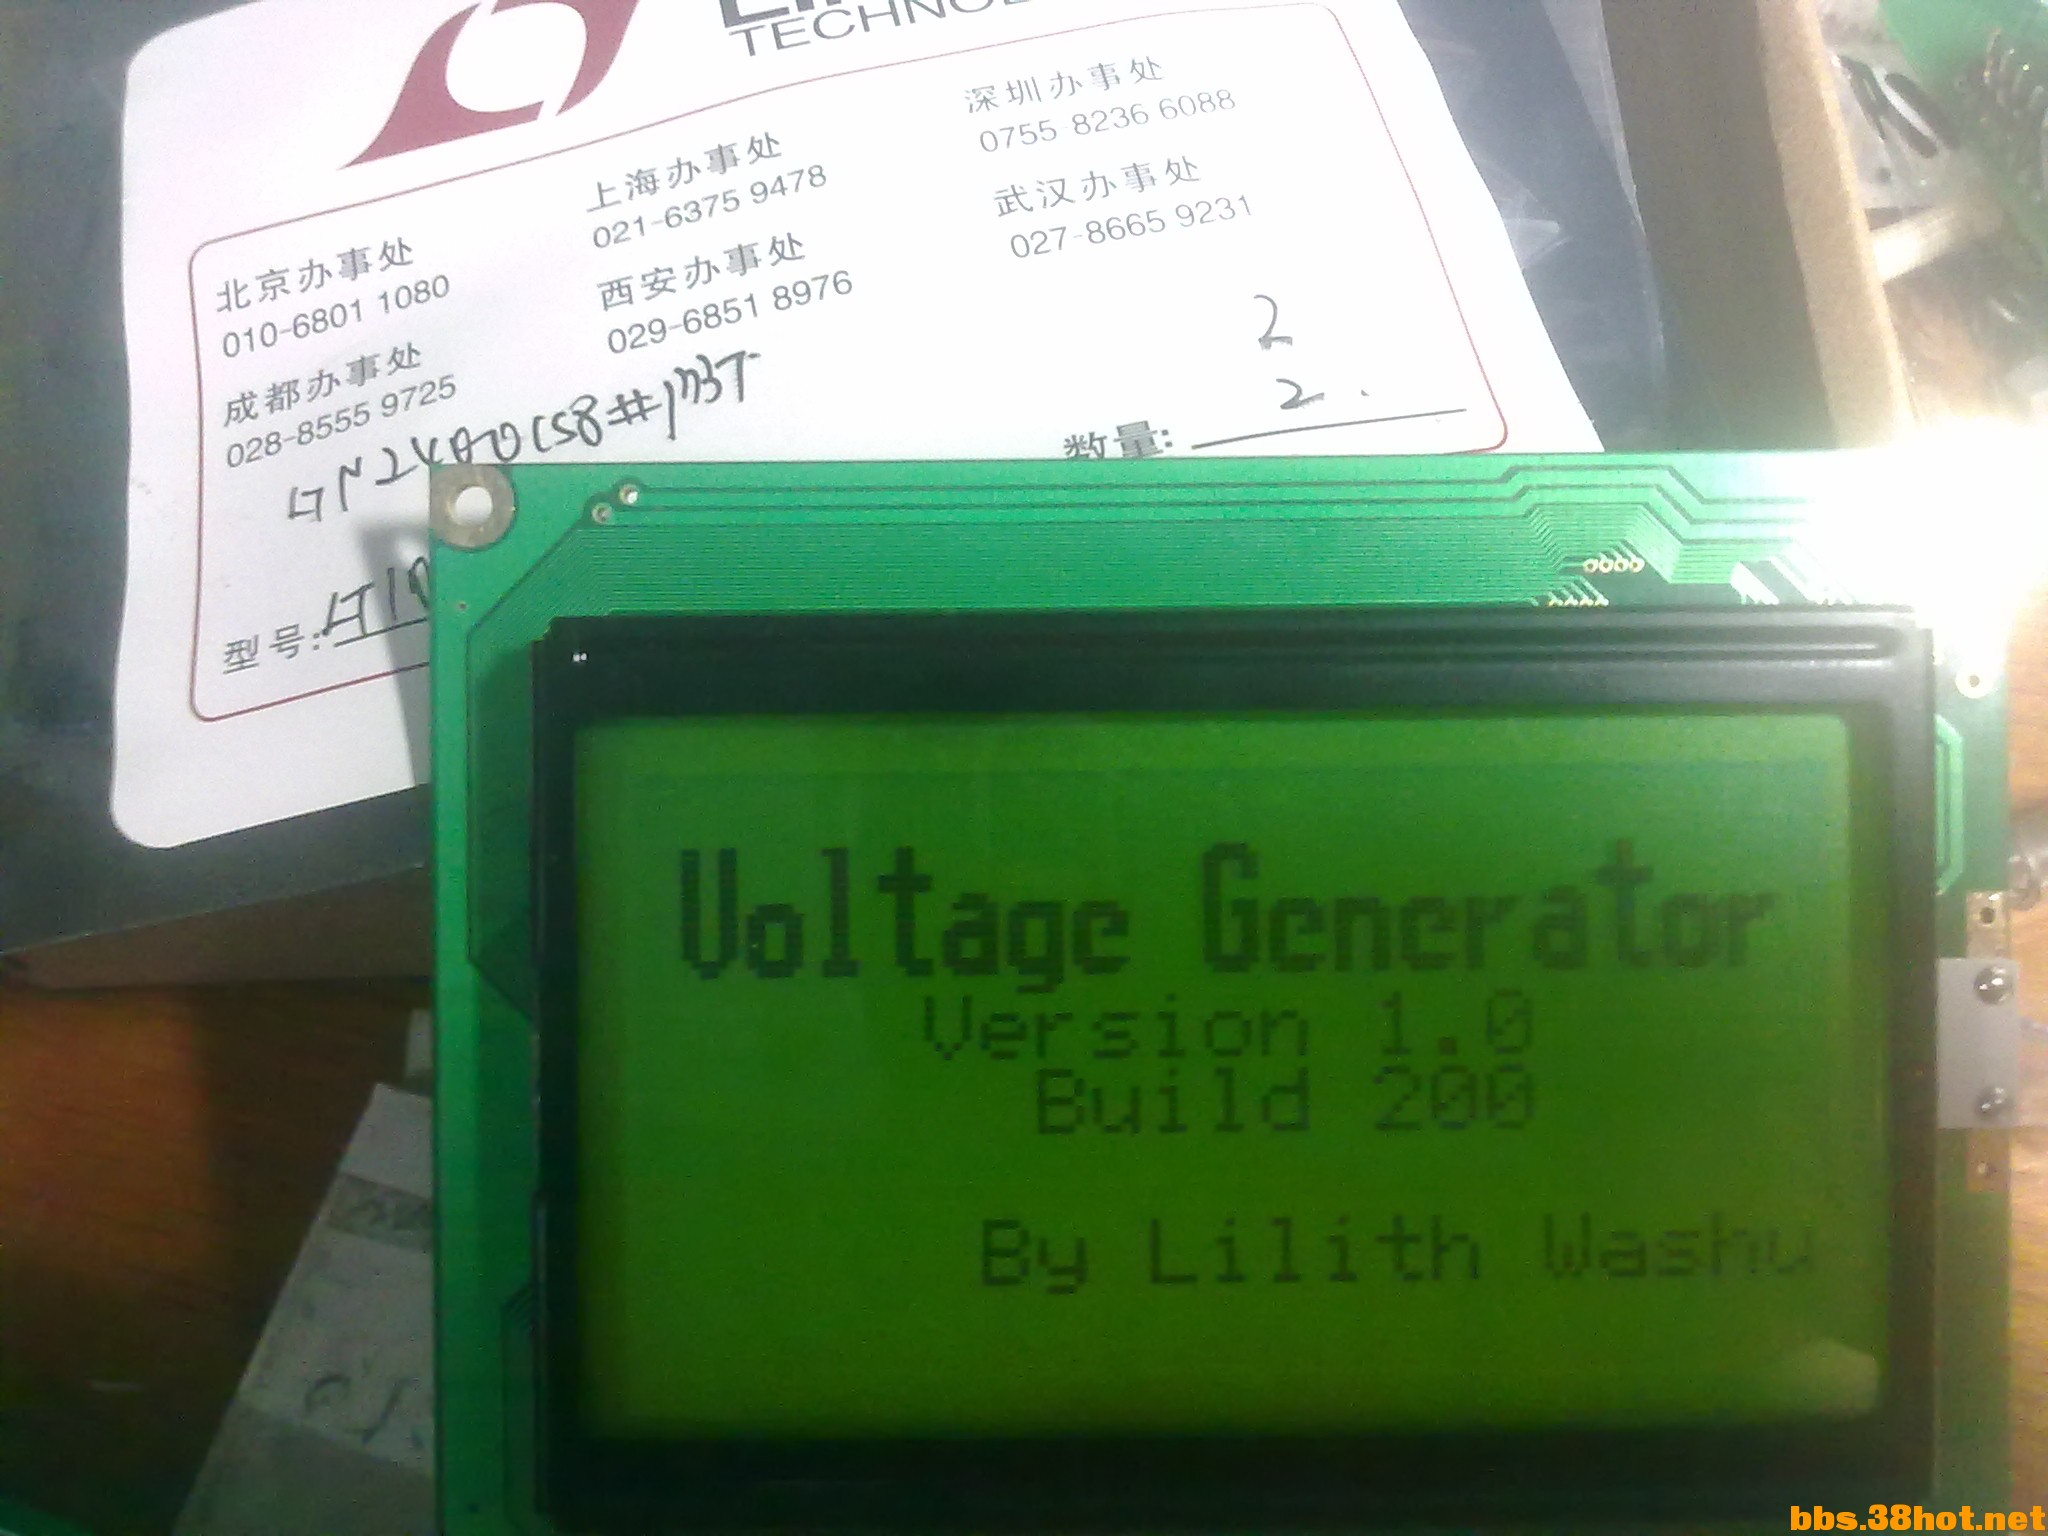 TECHNOL
深圳办事处
0755 8236 6088
上海办事处
021-6375 9478
武汉办事处
027-8665 9231
北京办事处
010-6801 1080
西安办事处
029-6851 8976
成都办事处
028-8555 9725
2
2
数量:
型号:
Voltage Generator
Version 1.0
Build 200
By Lilith Washu
bbs.38hot.net